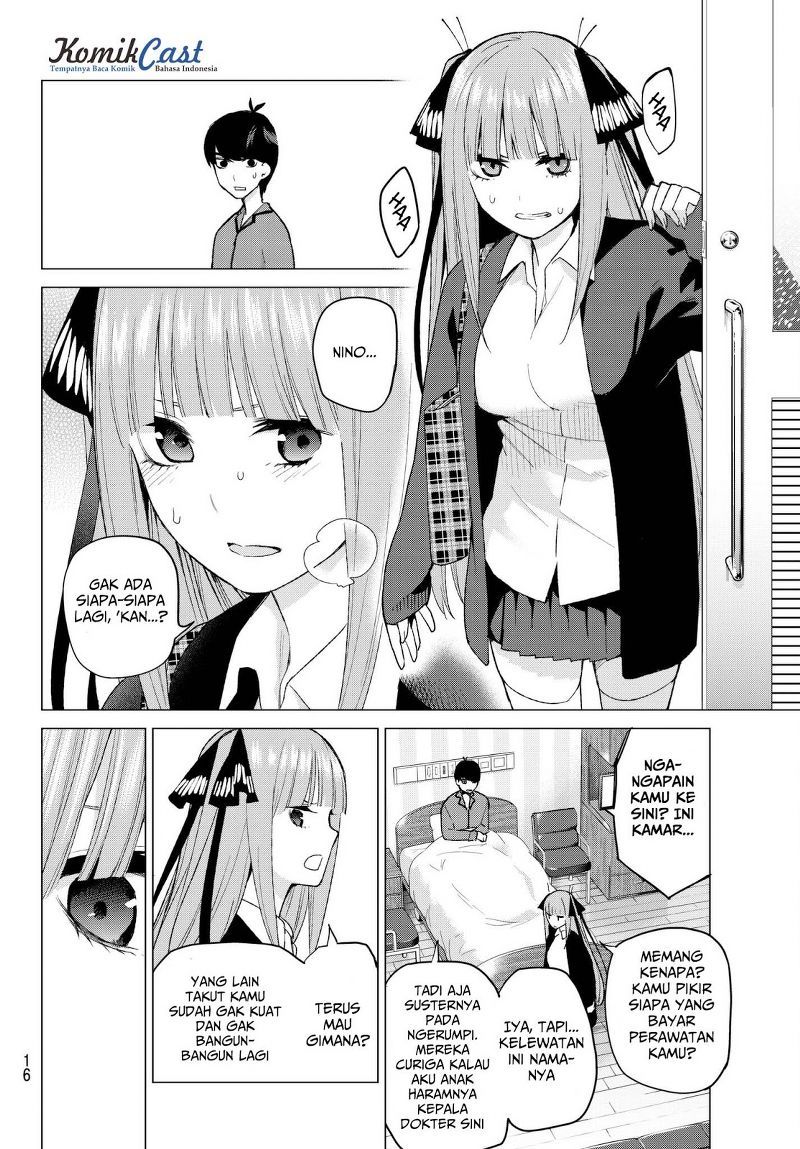 KomikCast
Tempatnya Baca Komik Bahasa Indonesia
HAA
HAA
NINO...
GAK ADA
SIAPA-SIAPA
LAGI, 'KAN...?
NGA-
NGAPAIN
KAMU KE
SINI? INI
KAMAR...
MEMANG
KENAPA?
KAMU PIKIR
SIAPA YANG
BAYAR
PERAWATAN
KAMU?
IYA, TAPI...
KELEWATAN
INI NAMA-
NYA
TADI AJA
SUSTERNYA
PADA
NGERUMPI.
MEREKA
CURIGA KALAU
AKU ANAK
HARAMNYA
KEPALA
DOKTER SINI
TERUS
MAU
GIMANA?
YANG LAIN
TAKUT KAMU
SUDAH GAK KUAT
DAN GAK
BANGUN-
BANGUN LAGI
16